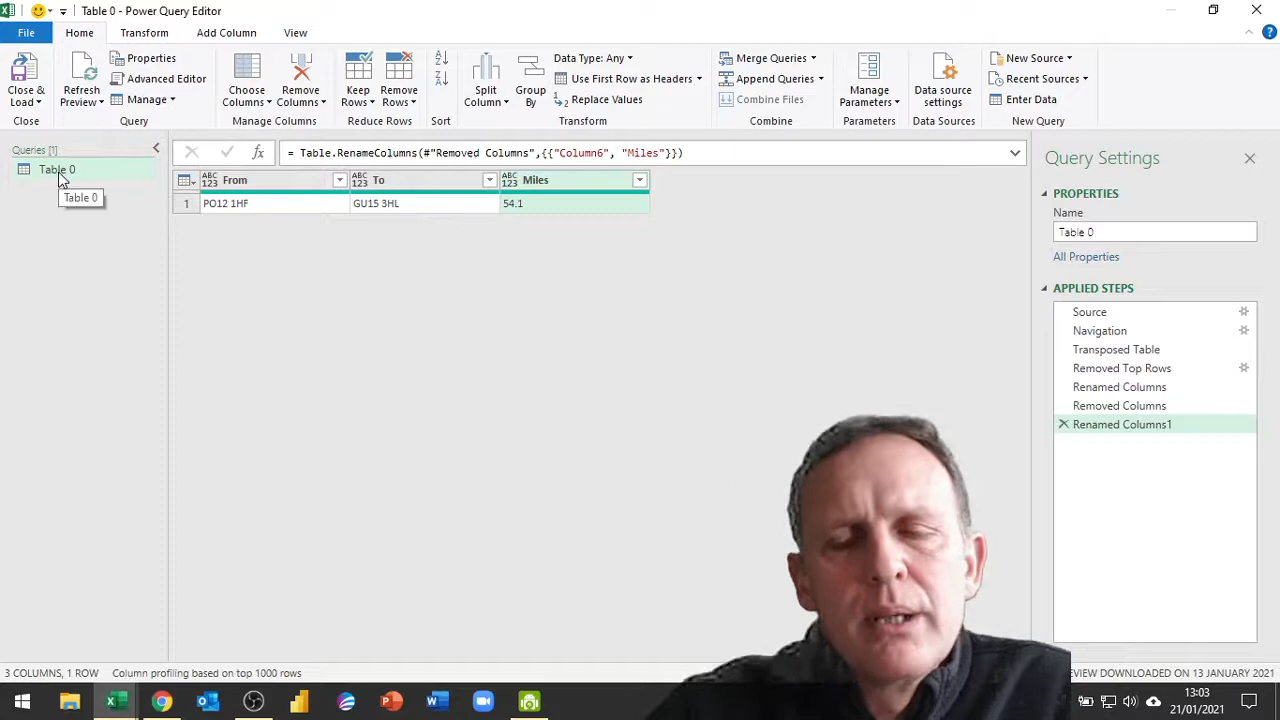 Table 0 - Power Query Editor
File
Home
Transform
Add Column
View
Close &
Load
Close
Refresh
Preview
Properties
Advanced Editor
Manage
Query
Choose
Columns
Remove
Columns
Manage Columns
Keep
Rows
Remove
Rows
Reduce Rows
Sort
Split
Column
Group
By
Data Type: Any
Use First Row as Headers
Replace Values
Transform
Merge Queries
Append Queries
Combine Files
Combine
Manage
Parameters
Parameters
Data source
settings
Data Sources
New Source
Recent Sources
Enter Data
New Query
Queries [1]
Table 0
Table 0
= Table.RenameColumns(#"Removed Columns",{{"Column6", "Miles"}})
ABC 123 From
ABC 123 To
ABC 123 Miles
1 PO12 1HF GU15 3HL 54.1
Query Settings
PROPERTIES
Name
Table 0
All Properties
APPLIED STEPS
Source
Navigation
Transposed Table
Removed Top Rows
Renamed Columns
Removed Columns
Renamed Columns1
3 COLUMNS, 1 ROW
Column profiling based on top 1000 rows
EVIEW DOWNLOADED ON 13 JANUARY 2021
13:03
21/01/2021